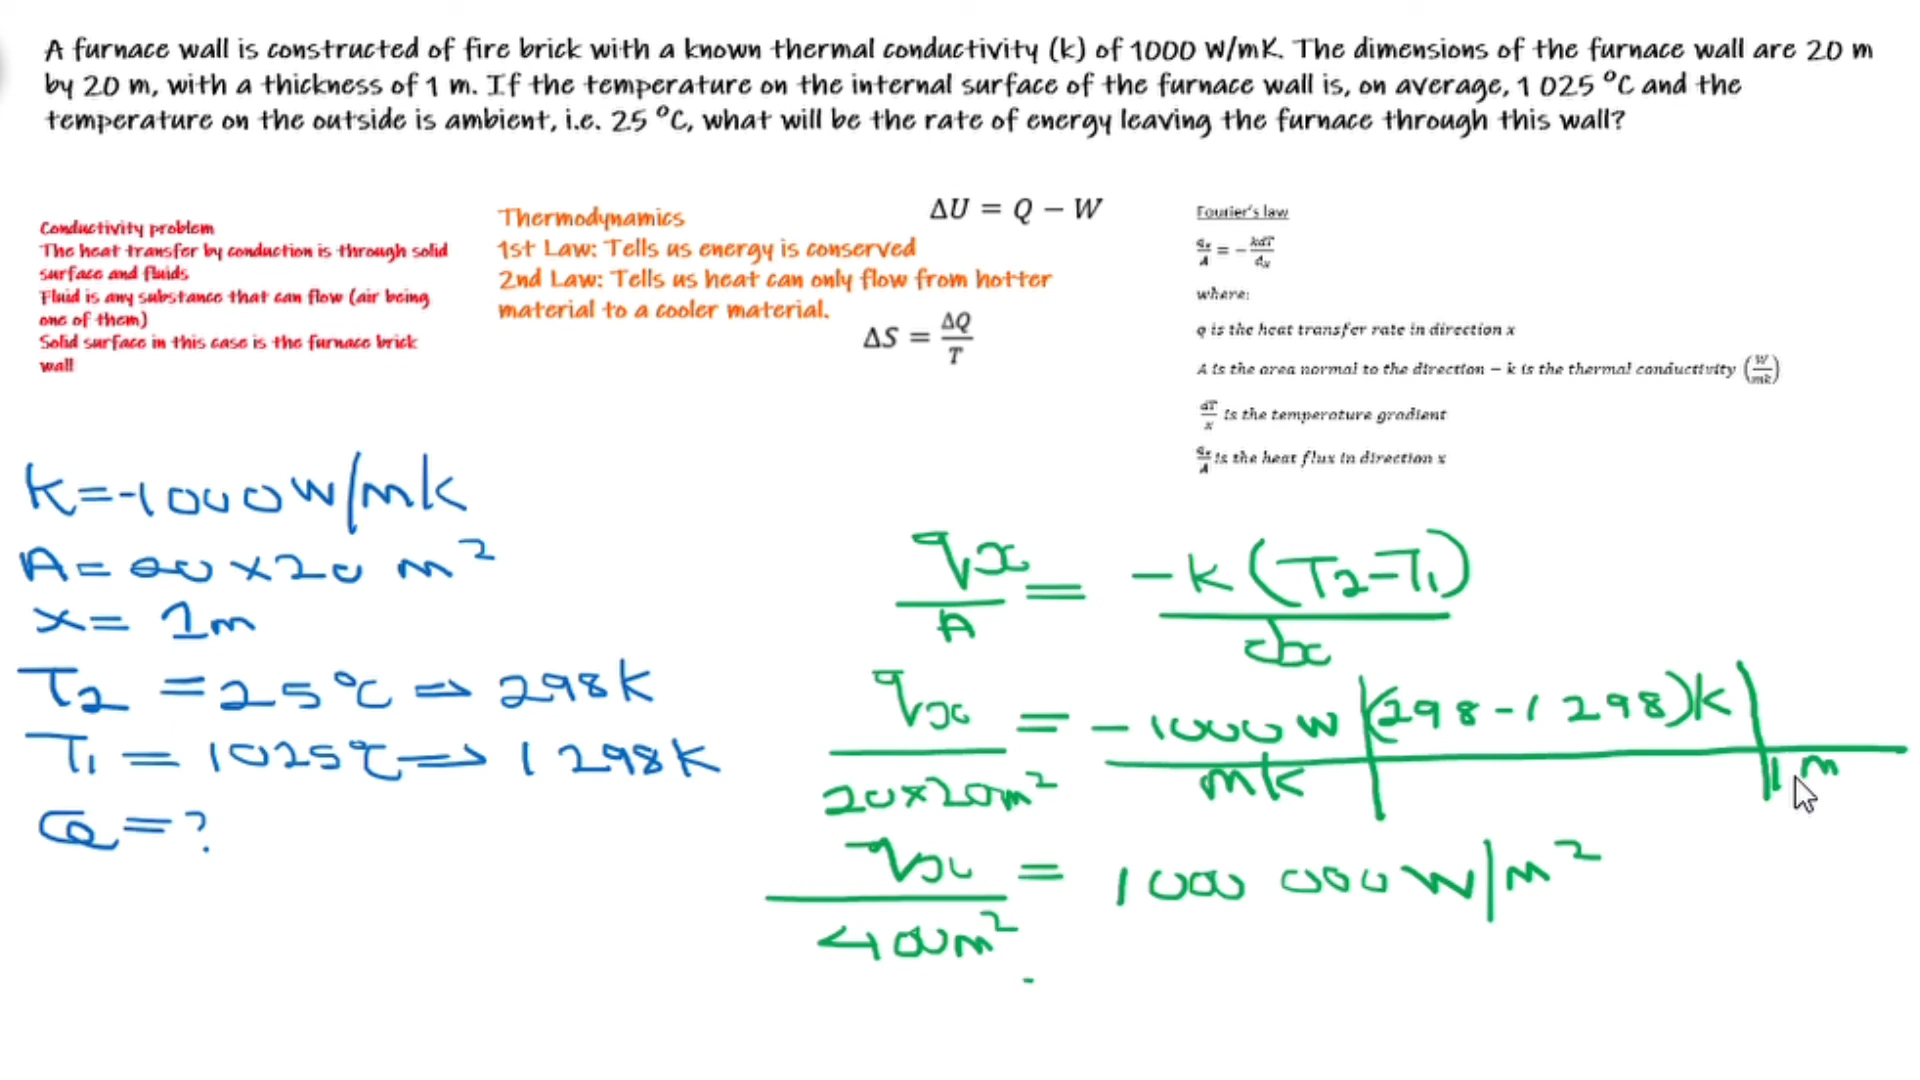 A furnace wall is constructed of fire brick with a known thermal conductivity (k) of 1000 W/mK. The dimensions of the furnace wall are 20 m
by 20 m, with a thickness of 1 m. If the temperature on the internal surface of the furnace wall is, on average, 1 025 °C and the
temperature on the outside is ambient, i.e. 25 °C, what will be the rate of energy leaving the furnace through this wall?
Conductivity problem
The heat transfer by conduction is through solid
surface and fluids
Fluid is any substance that can flow (air being
one of them)
Solid surface in this case is the furnace brick
wall
Thermodynamics
1st Law: Tells us energy is conserved
2nd Law: Tells us heat can only flow from hotter
material to a cooler material.
ΔU = Q − W
ΔS = ΔQ/T
Fourier's law
qx/A = − kdT/dx
where:
q is the heat transfer rate in direction x
A is the area normal to the direction − k is the thermal conductivity (W/mk)
dT/x is the temperature gradient
qx/A is the heat flux in direction x
K=-1000W/mk
A= 20 x 20 m²
x= 1m
T2 = 25°C ⇒ 298K
T1 = 1025°C ⇒ 1298K
Q = ?
qx/A = -k(T2-T1)/dx
qx/20x20m² = -1000W/mk | (298-1298)K | 1m
qx/400m² = 1000 000W/m²